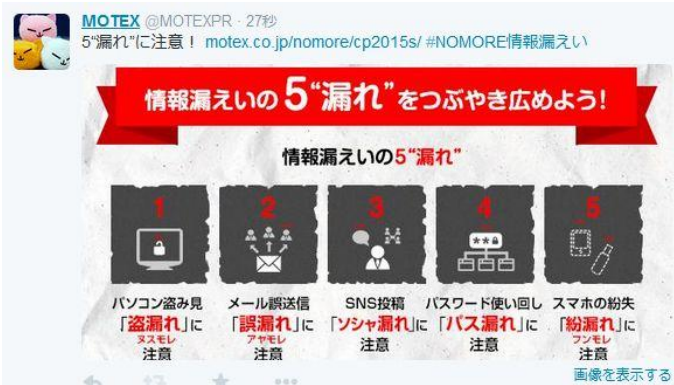 MOTEX @MOTEXPR · 27秒
5“漏れ”に注意！ motex.co.jp/nomore/cp2015s/ #NOMORE情報漏えい
情報漏えいの5“漏れ”をつぶやき広めよう!
情報漏えいの5“漏れ”
1 2 3 4 5
**
パソコン盗み見 メール誤送信 SNS投稿 パスワード使い回し スマホの紛失
「盗漏れ」に 「誤漏れ」に 「ソシャ漏れ」に 「パス漏れ」に 「紛漏れ」に
ヌスモレ アヤモレ フンモレ
注意 注意 注意 注意 注意
画像を表示する